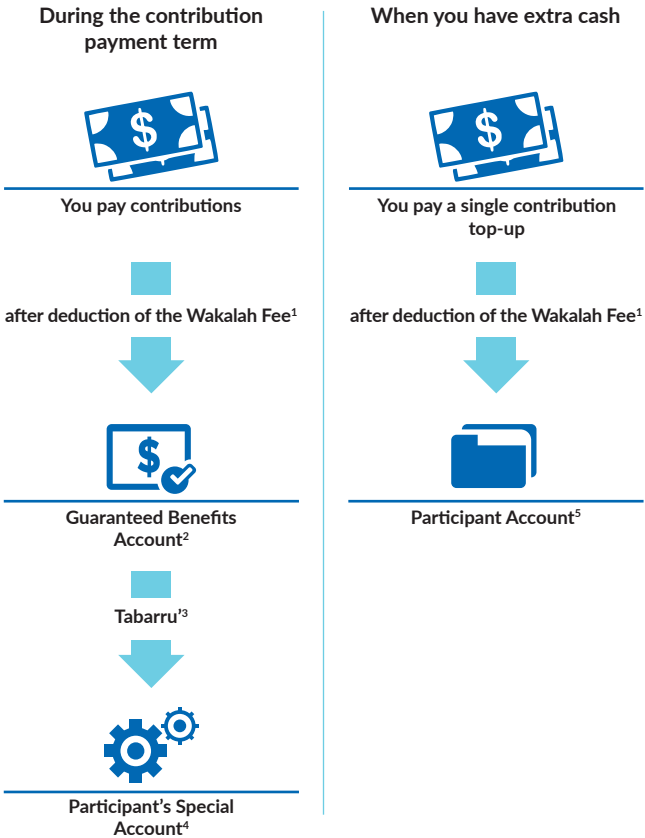 During the contribution
payment term
$
You pay contributions
after deduction of the Wakalah Fee¹
$
Guaranteed Benefits
Account²
Tabarru'³
Participant's Special
Account⁴
When you have extra cash
$
You pay a single contribution
top-up
after deduction of the Wakalah Fee¹
Participant Account⁵